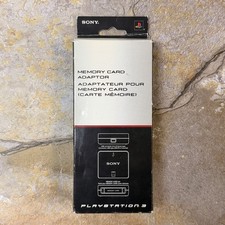 SONY
MEMORY CARD
ADAPTOR
ADAPTATEUR POUR
MEMORY CARD
(CARTE MÉMOIRE)
SONY
PLAYSTATION 3